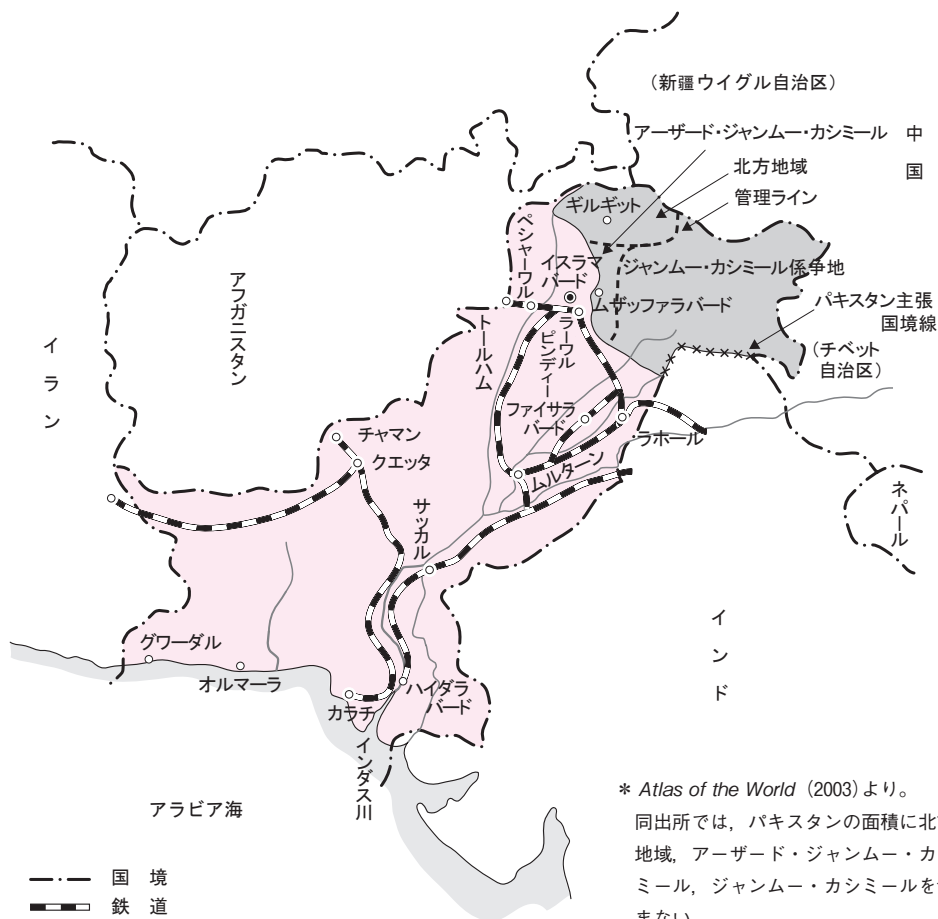 （新疆ウイグル自治区）
アーザード・ジャンムー・カシミール
中国
北方地域
管理ライン
ギルギット
ペシャーワル
イスラマ
バード
ジャンムー・カシミール係争地
ムザッファラバード
パキスタン主張
国境線
（チベット
自治区）
アフガニスタン
イラン
トールハム
ラーワル
ピンディー
ファイサラ
バード
ラホール
チャマン
クエッタ
ムルターン
サッカル
ネパール
インド
グワーダル
オルマーラ
カラチ
ハイダラ
バード
インダス川
アラビア海
国　境
鉄　道
＊ Atlas of the World（2003）より。
同出所では，パキスタンの面積に北
地域，アーザード・ジャンムー・カ
ミール，ジャンムー・カシミールを
まない